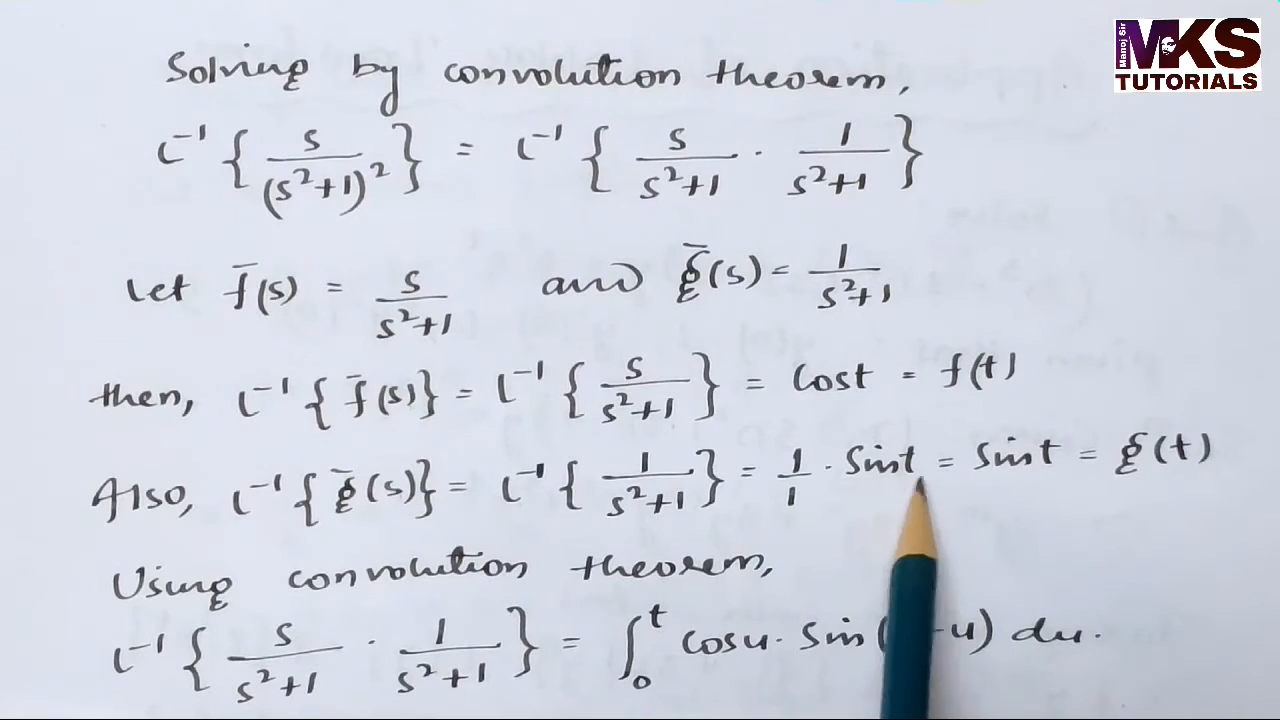 Manoj Sir
MKS
TUTORIALS
Solving by convolution theorem,
L⁻¹ { s/(s²+1)² } = L⁻¹ { s/s²+1 · 1/s²+1 }
Let f̄(s) = s/s²+1 and ḡ(s) = 1/s²+1
then, L⁻¹ { f̄(s) } = L⁻¹ { s/s²+1 } = Cost = f(t)
Also, L⁻¹ { ḡ(s) } = L⁻¹ { 1/s²+1 } = 1/1 · Sint = Sint = g(t)
Using convolution theorem,
L⁻¹ { s/s²+1 · 1/s²+1 } = ∫₀ᵗ cosu · Sin( -u) du.